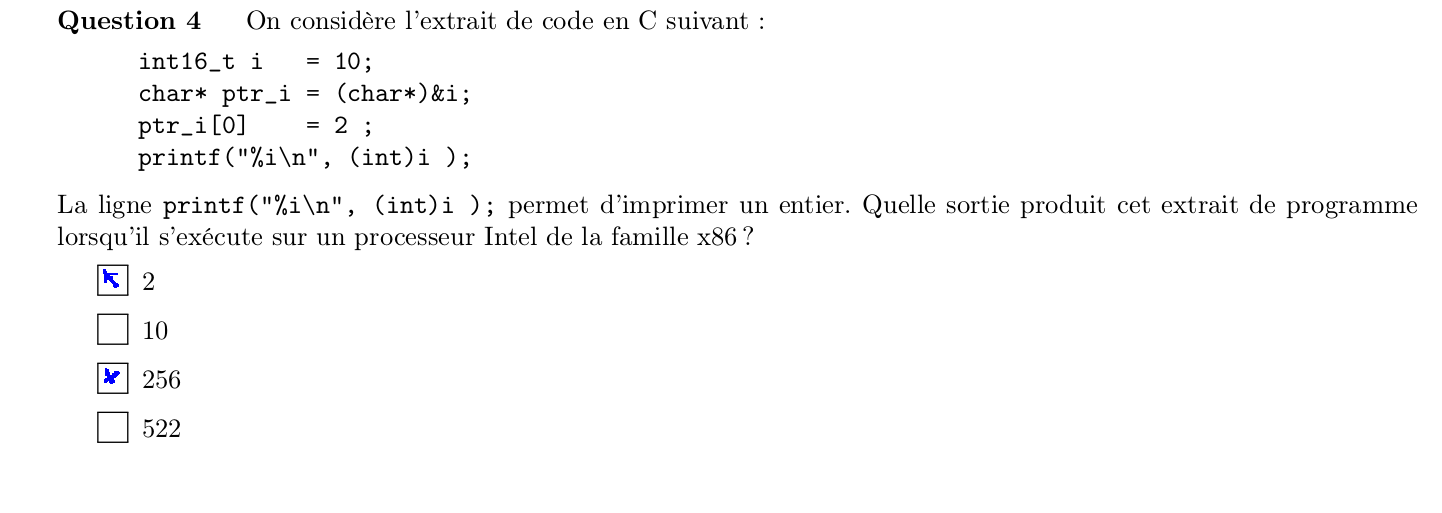 Question 4 On considère l'extrait de code en C suivant :
int16_t i = 10;
char* ptr_i = (char*)&i;
ptr_i[0] = 2 ;
printf("%i\n", (int)i );
La ligne printf("%i\n", (int)i ); permet d'imprimer un entier. Quelle sortie produit cet extrait de programme
lorsqu'il s'exécute sur un processeur Intel de la famille x86 ?
2
10
256
522